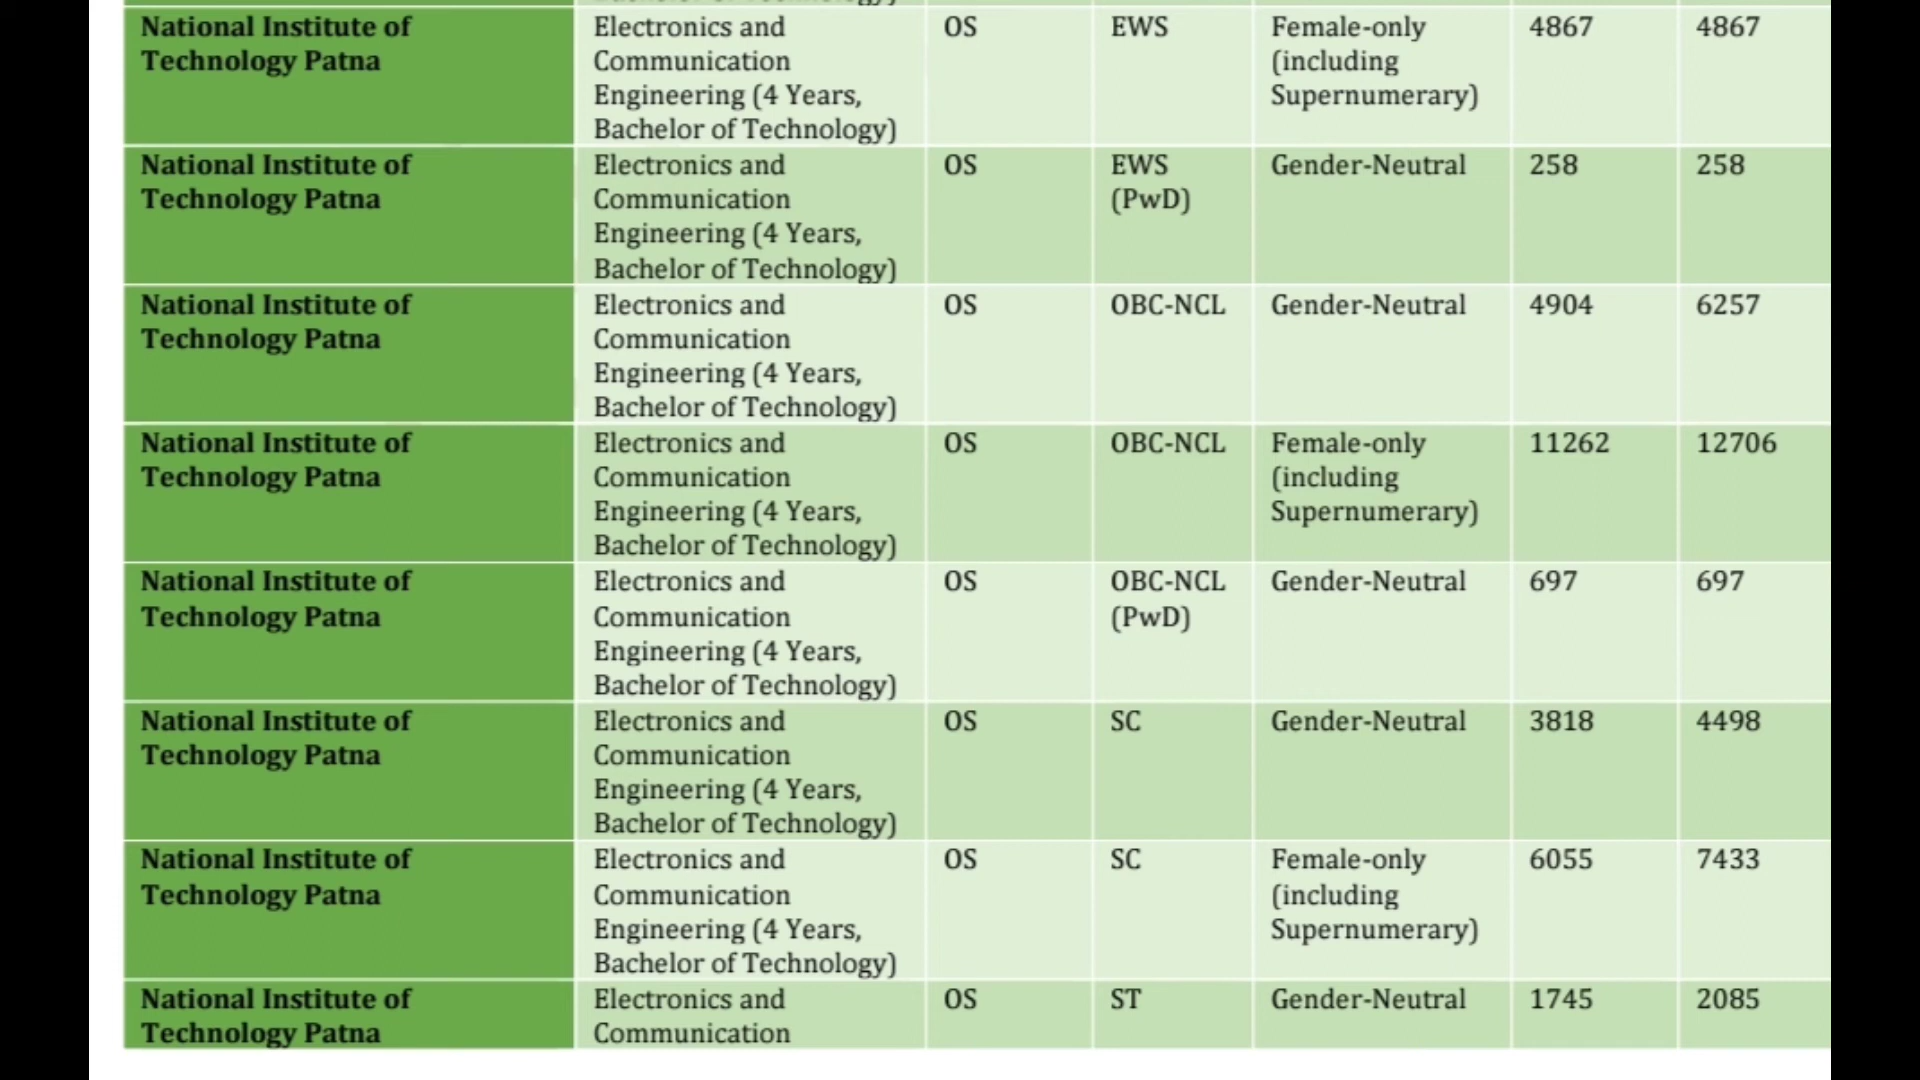 National Institute of
Technology Patna
Electronics and
Communication
Engineering (4 Years,
Bachelor of Technology)
OS
EWS
Female-only
(including
Supernumerary)
4867
4867
National Institute of
Technology Patna
Electronics and
Communication
Engineering (4 Years,
Bachelor of Technology)
OS
EWS
(PwD)
Gender-Neutral
258
258
National Institute of
Technology Patna
Electronics and
Communication
Engineering (4 Years,
Bachelor of Technology)
OS
OBC-NCL
Gender-Neutral
4904
6257
National Institute of
Technology Patna
Electronics and
Communication
Engineering (4 Years,
Bachelor of Technology)
OS
OBC-NCL
Female-only
(including
Supernumerary)
11262
12706
National Institute of
Technology Patna
Electronics and
Communication
Engineering (4 Years,
Bachelor of Technology)
OS
OBC-NCL
(PwD)
Gender-Neutral
697
697
National Institute of
Technology Patna
Electronics and
Communication
Engineering (4 Years,
Bachelor of Technology)
OS
SC
Gender-Neutral
3818
4498
National Institute of
Technology Patna
Electronics and
Communication
Engineering (4 Years,
Bachelor of Technology)
OS
SC
Female-only
(including
Supernumerary)
6055
7433
National Institute of
Technology Patna
Electronics and
Communication
OS
ST
Gender-Neutral
1745
2085